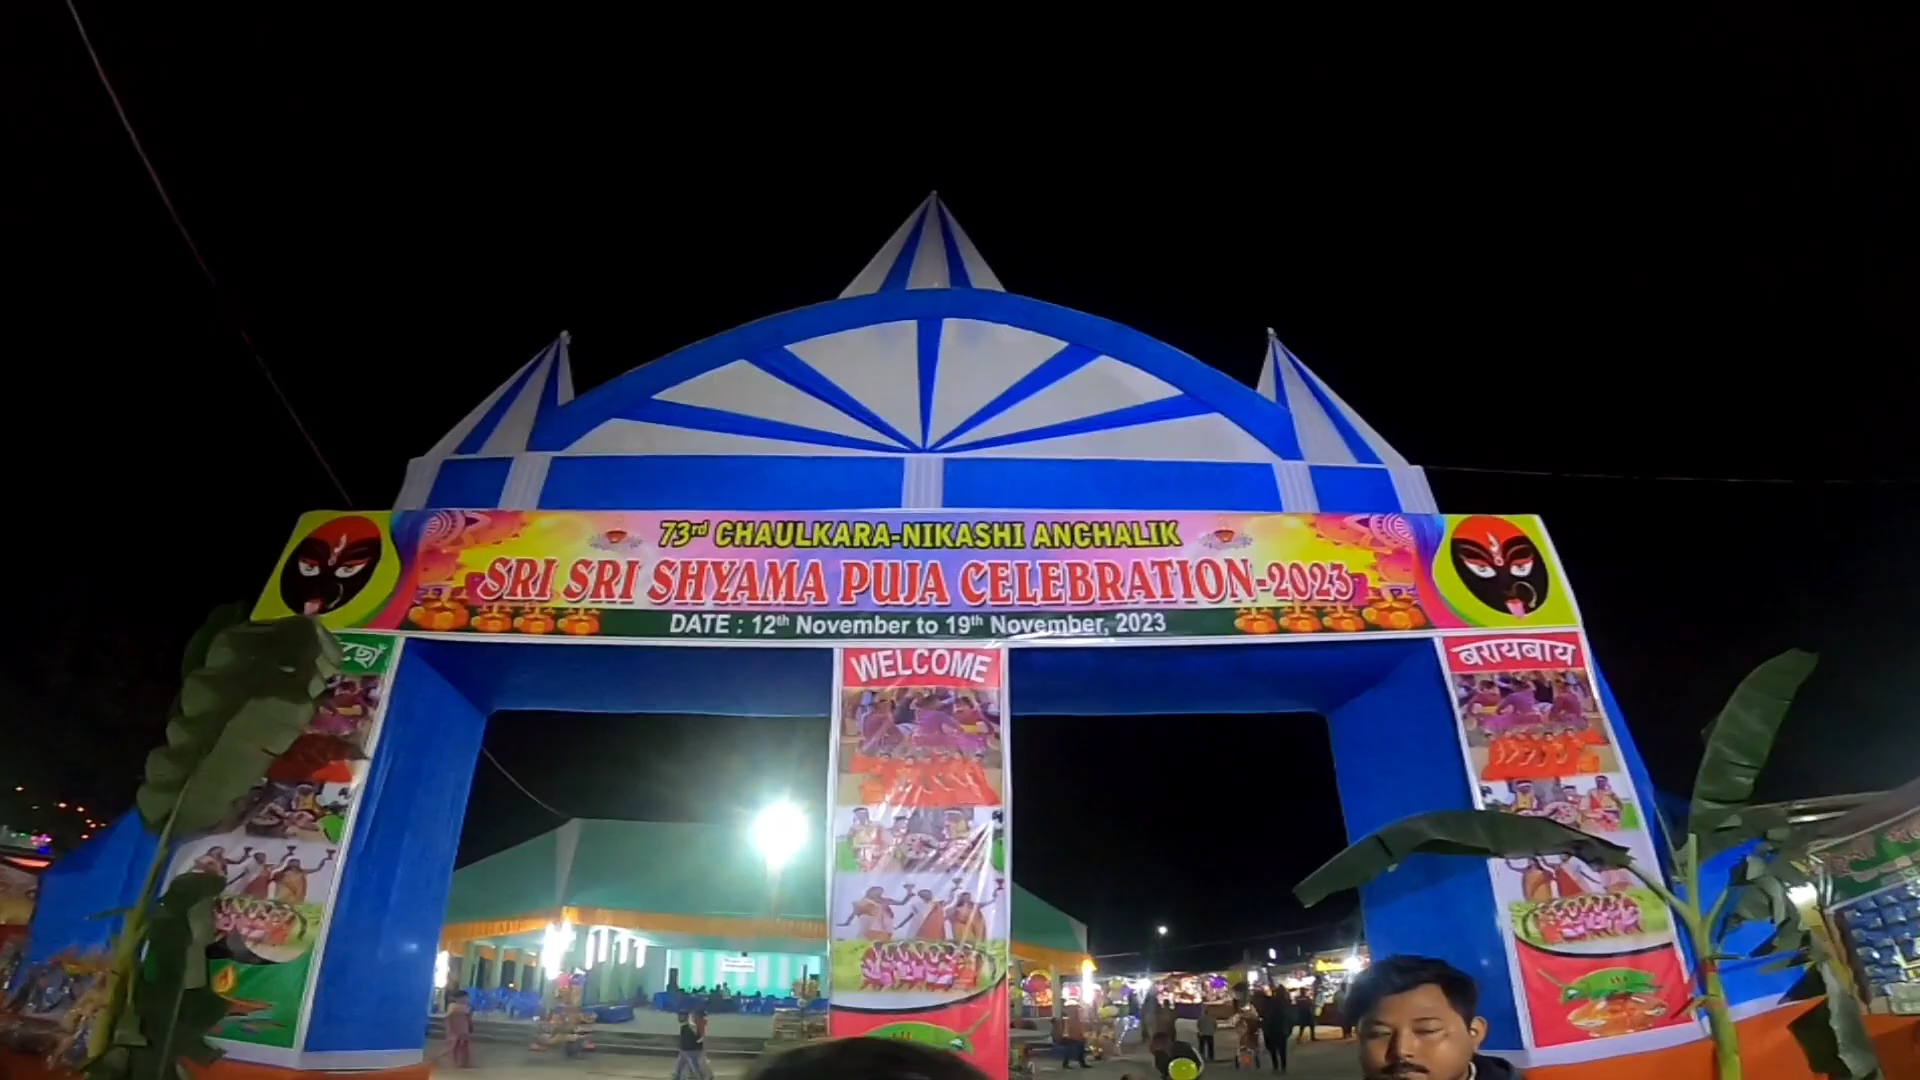 73rd CHAULKARA-NIKASHI ANCHALIK
SRI SRI SHYAMA PUJA CELEBRATION-2023
DATE : 12th November to 19th November, 2023
WELCOME
बरायबाय